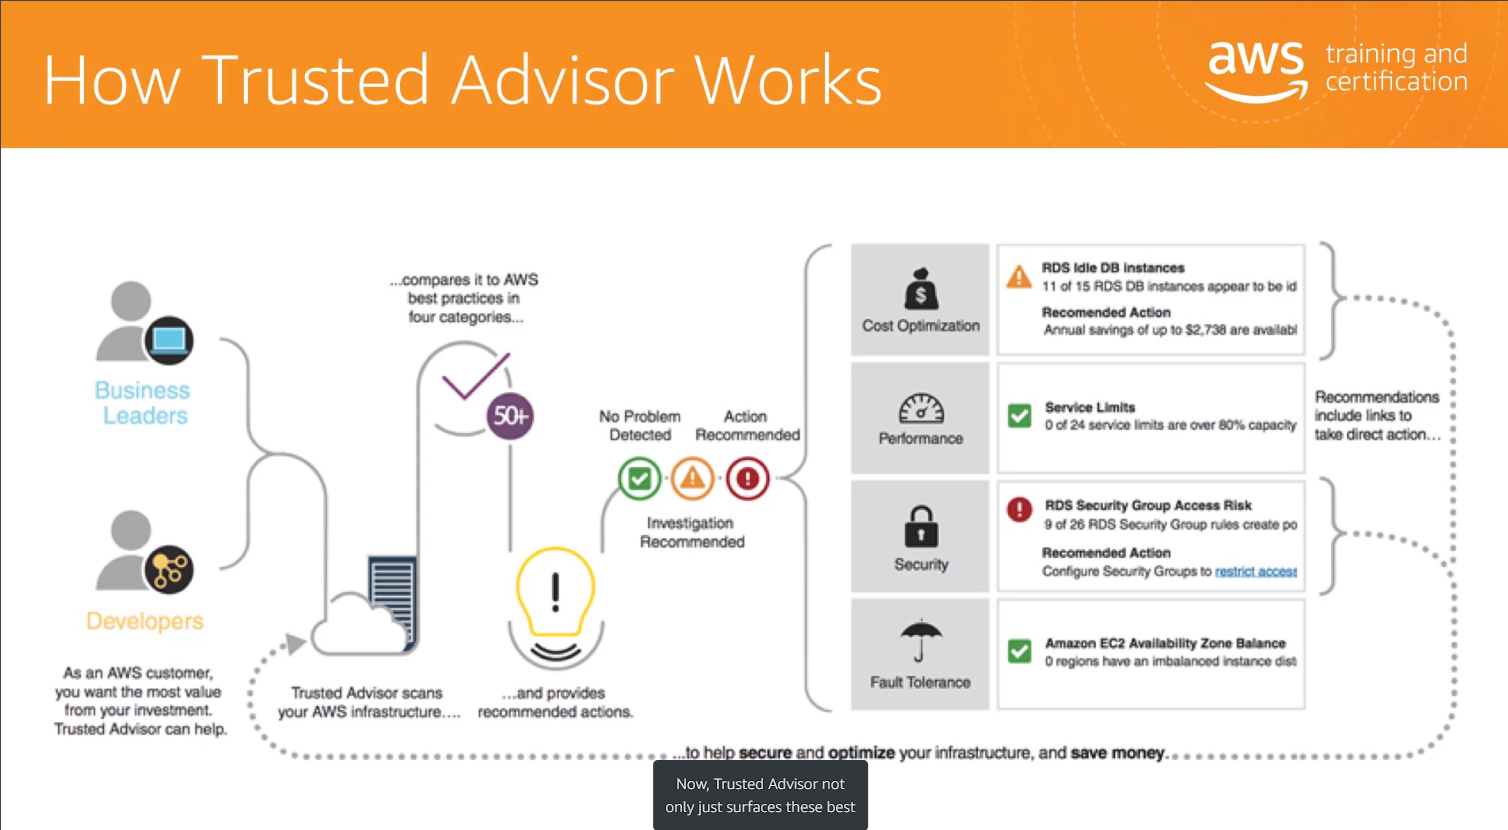 How Trusted Advisor Works
aws
training and
certification
Business
Leaders
Developers
As an AWS customer,
you want the most value
from your investment.
Trusted Advisor can help.
Trusted Advisor scans
your AWS infrastructure....
...compares it to AWS
best practices in
four categories...
50+
...and provides
recommended actions.
No Problem
Detected
Action
Recommended
Investigation
Recommended
$
Cost Optimization
RDS Idle DB instances
11 of 15 RDS DB instances appear to be id
Recomended Action
Annual savings of up to $2,738 are availabl
Performance
Service Limits
0 of 24 service limits are over 80% capacity
Security
RDS Security Group Access Risk
9 of 26 RDS Security Group rules create po
Recomended Action
Configure Security Groups to restrict access
Fault Tolerance
Amazon EC2 Availability Zone Balance
0 regions have an imbalanced instance dist
Recommendations
include links to
take direct action...
...to help secure and optimize your infrastructure, and save money.
Now, Trusted Advisor not
only just surfaces these best